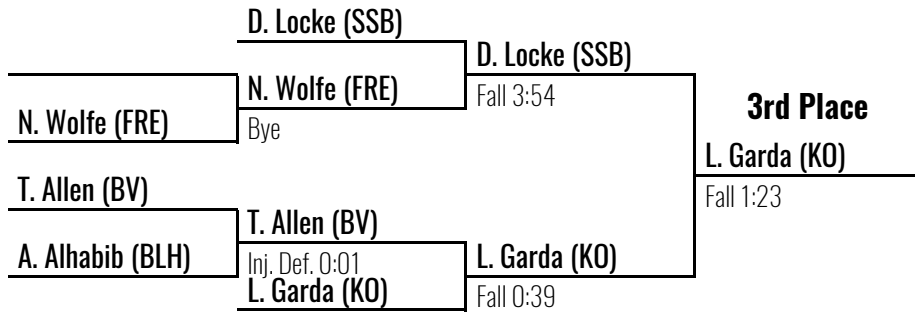 D. Locke (SSB)
D. Locke (SSB)
N. Wolfe (FRE)
Fall 3:54
3rd Place
N. Wolfe (FRE)
Bye
L. Garda (KO)
T. Allen (BV)
Fall 1:23
T. Allen (BV)
A. Alhabib (BLH)
Inj. Def. 0:01
L. Garda (KO)
L. Garda (KO)
Fall 0:39